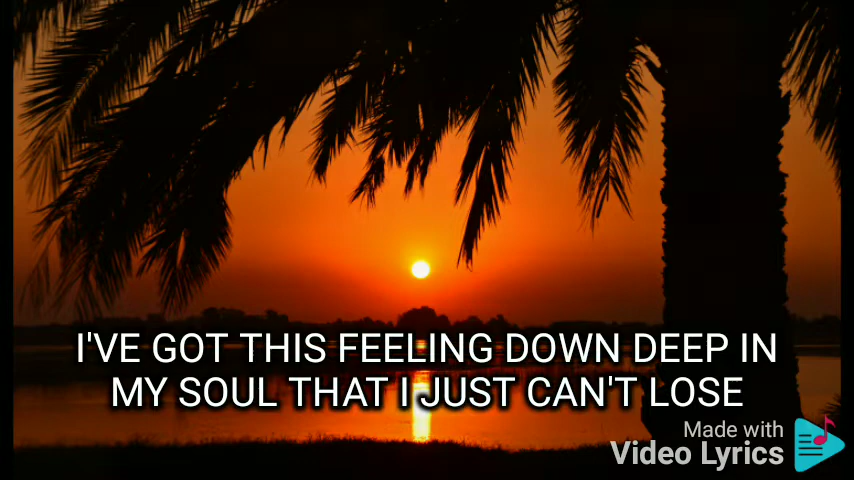 I'VE GOT THIS FEELING DOWN DEEP IN
MY SOUL THAT I JUST CAN'T LOSE
Made with
Video Lyrics